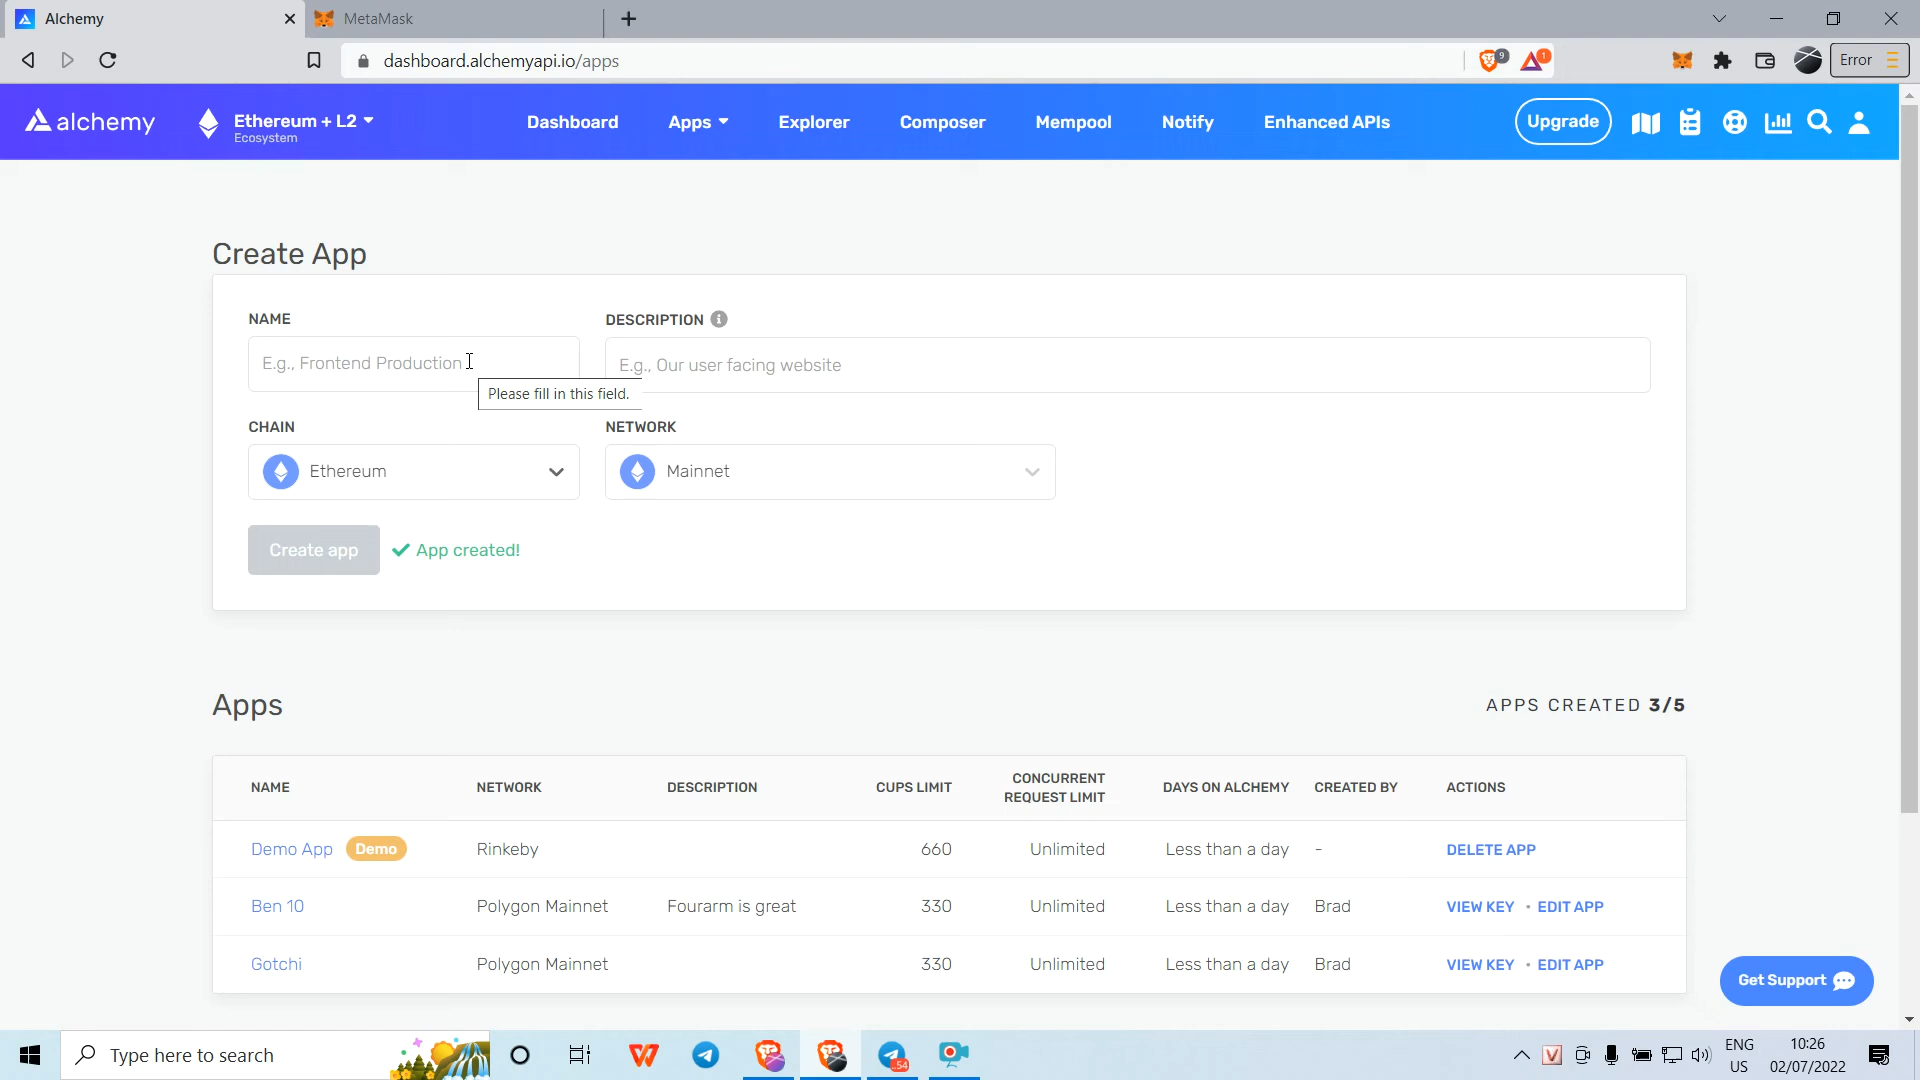 Alchemy
MetaMask
dashboard.alchemyapi.io/apps
9
1
Error
alchemy
Ethereum + L2
Ecosystem
Dashboard
Apps
Explorer
Composer
Mempool
Notify
Enhanced APIs
Upgrade
Create App
NAME
DESCRIPTION
E.g., Frontend Production
E.g., Our user facing website
Please fill in this field.
CHAIN
NETWORK
Ethereum
Mainnet
Create app
App created!
Apps
APPS CREATED 3/5
NAME
NETWORK
DESCRIPTION
CUPS LIMIT
CONCURRENT
REQUEST LIMIT
DAYS ON ALCHEMY
CREATED BY
ACTIONS
Demo App Demo Rinkeby 660 Unlimited Less than a day - DELETE APP
Ben 10 Polygon Mainnet Fourarm is great 330 Unlimited Less than a day Brad VIEW KEY • EDIT APP
Gotchi Polygon Mainnet 330 Unlimited Less than a day Brad VIEW KEY • EDIT APP
Get Support
Type here to search
54
ENG
US
10:26
02/07/2022